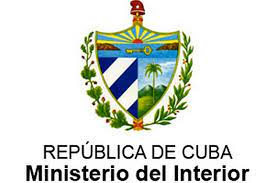 REPÚBLICA DE CUBA
Ministerio del Interior